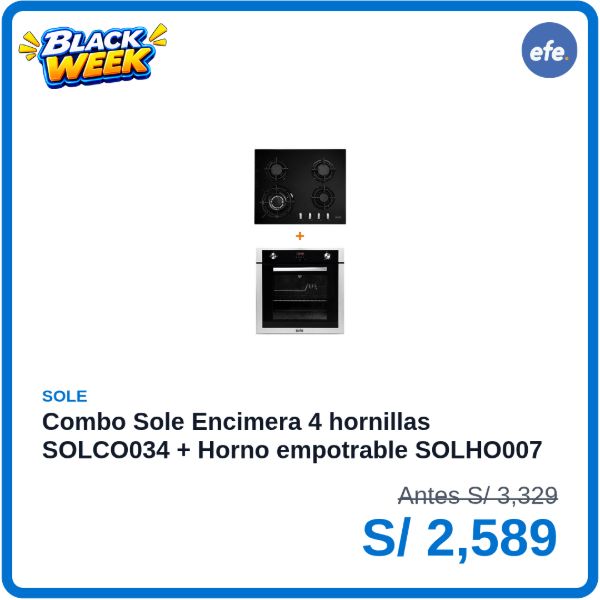 BLACK
WEEK
efe.
SOLE
Combo Sole Encimera 4 hornillas
SOLCO034 + Horno empotrable SOLHO007
Antes S/ 3,329
S/ 2,589